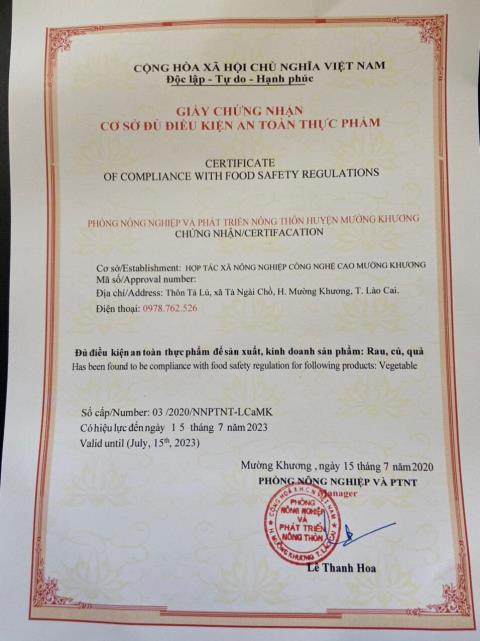 CỘNG HÒA XÃ HỘI CHỦ NGHĨA VIỆT NAM
Độc lập - Tự do - Hạnh phúc
GIẤY CHỨNG NHẬN
CƠ SỞ ĐỦ ĐIỀU KIỆN AN TOÀN THỰC PHẨM
CERTIFICATE
OF COMPLIANCE WITH FOOD SAFETY REGULATIONS
PHÒNG NÔNG NGHIỆP VÀ PHÁT TRIỂN NÔNG THÔN HUYỆN MƯỜNG KHƯƠNG
CHỨNG NHẬN/CERTIFACATION
Cơ sở/Establishment: HỢP TÁC XÃ NÔNG NGHIỆP CÔNG NGHỆ CAO MƯỜNG KHƯƠNG
Mã số/Approval number:
Địa chỉ/Address: Thôn Tả Lủ, xã Tả Ngài Chồ, H. Mường Khương, T. Lào Cai.
Điện thoại: 0978.762.526
Đủ điều kiện an toàn thực phẩm để sản xuất, kinh doanh sản phẩm: Rau, củ, quả
Has been found to be compliance with food safety regulation for following products: Vegetable
Số cấp/Number: 03 /2020/NNPTNT-LCaMK
Có hiệu lực đến ngày 15 tháng 7 năm 2023
Valid until (July, 15th, 2023)
Mường Khương , ngày 15 tháng 7 năm 2020
PHÒNG NÔNG NGHIỆP VÀ PTNT
Manager
PHÒNG
NÔNG NGHIỆP
VÀ
PHÁT TRIỂN
NÔNG THÔN
Lê Thanh Hoa